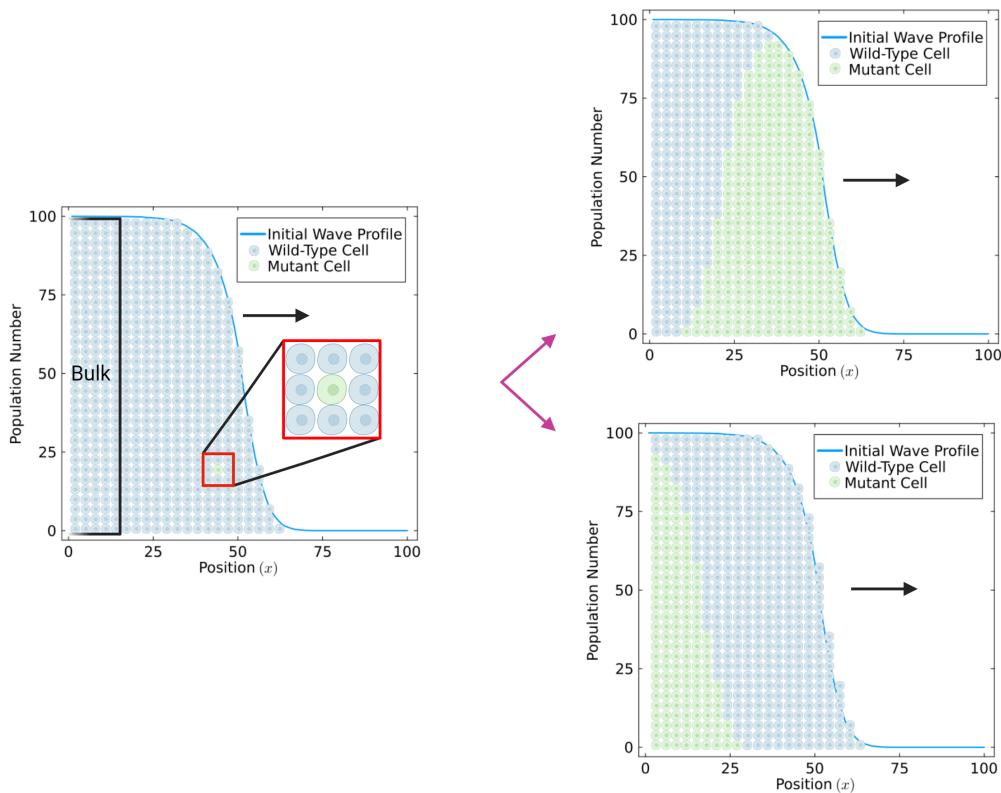 100
75
50
25
0
Population Number
Initial Wave Profile
Wild-Type Cell
Mutant Cell
Bulk
0 25 50 75 100
Position (x)
100
75
50
25
0
Population Number
Initial Wave Profile
Wild-Type Cell
Mutant Cell
0 25 50 75 100
Position (x)
100
75
50
25
0
Population Number
Initial Wave Profile
Wild-Type Cell
Mutant Cell
0 25 50 75 100
Position (x)